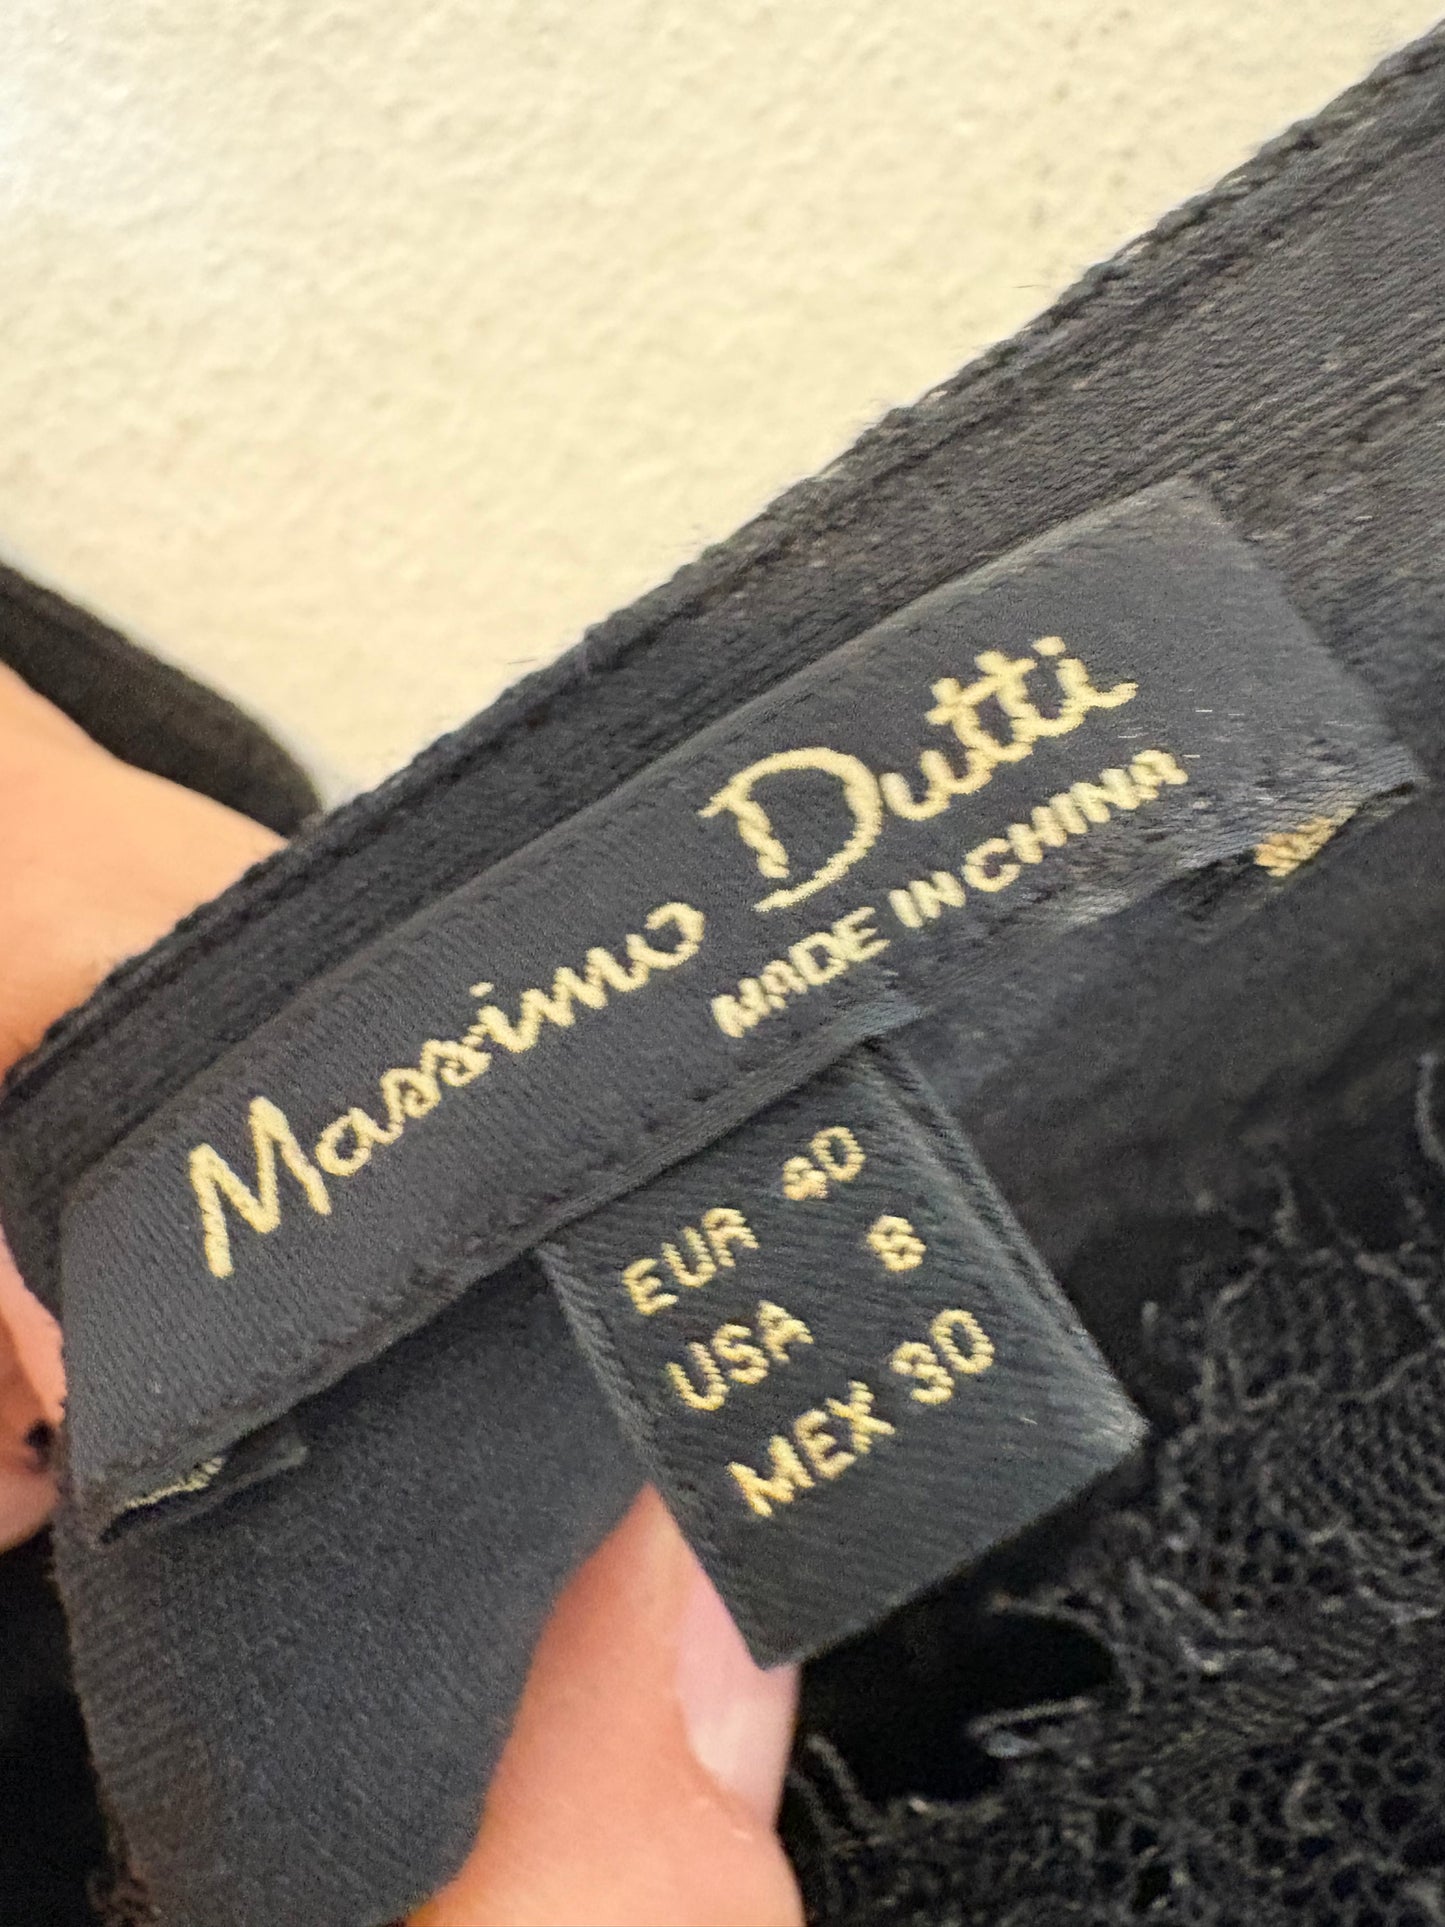 Massimo Dutti
MADE IN CHINA
EUR 40
USA 8
MEX 30